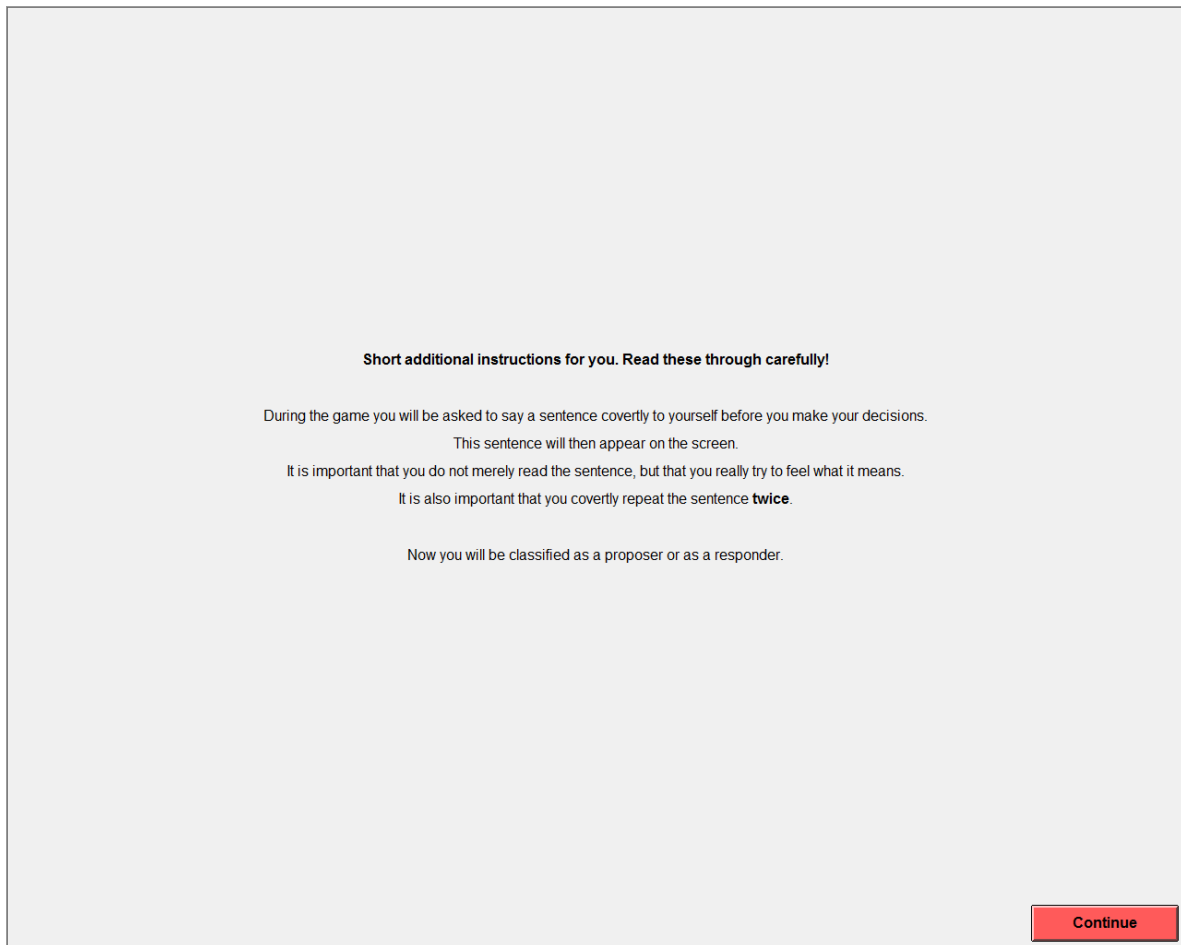 Short additional instructions for you. Read these through carefully!
During the game you will be asked to say a sentence covertly to yourself before you make your decisions.
This sentence will then appear on the screen.
It is important that you do not merely read the sentence, but that you really try to feel what it means.
It is also important that you covertly repeat the sentence twice.
Now you will be classified as a proposer or as a responder.
Continue